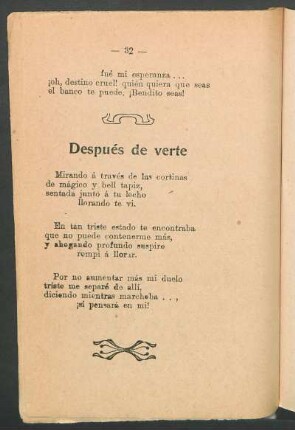 — 32 —
fué mi esperanza . . .
¡oh, destino cruel! quién quiera que seas
el banco te puede. ¡Bendito seas!
Después de verte
Mirando á través de las cortinas
de mágico y bell tapiz,
sentada juntó á tu lecho
llorando te vi.
En tan triste estado te encontraba
que no puede contenerme más,
y ahogando profundo suspiro
rompí á llorar.
Por no aumentar más mi duelo
triste me separé de allí,
diciendo mientras marchaba . . ,
¡si pensará en mi!